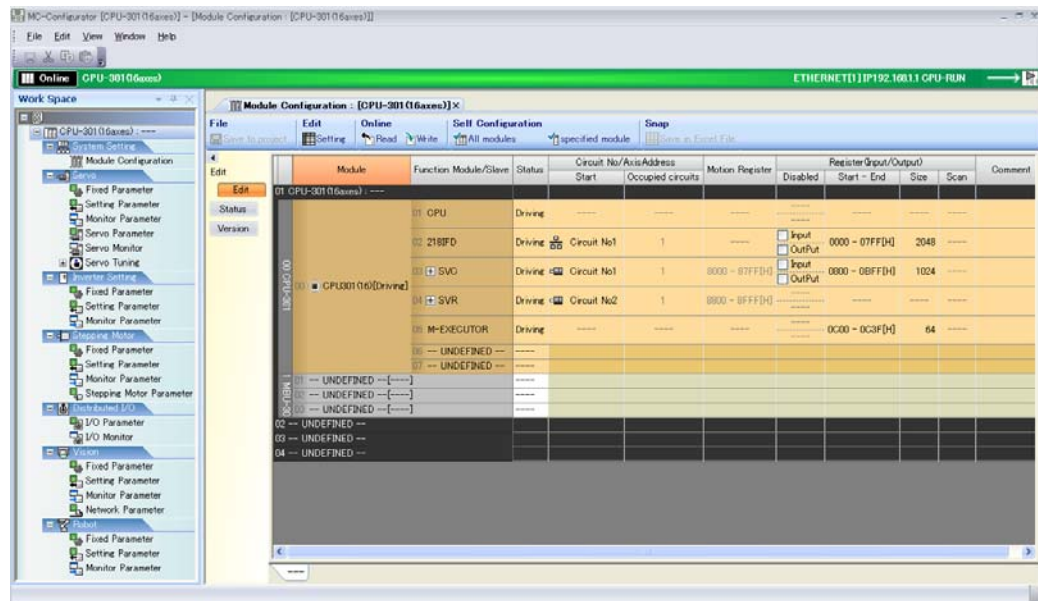 MC-Configurator [CPU-301(16axes)] - [Module Configuration : [CPU-301(16axes)]]
File Edit View Window Help
Online CPU-301(16axes) ETHERNET[1] IP192.168.1.1 CPU-RUN
Work Space
CPU-301(16axes) : ----
System Setting
Module Configuration
Servo
Fixed Parameter
Setting Parameter
Monitor Parameter
Servo Parameter
Servo Monitor
Servo Tuning
Inverter Setting
Fixed Parameter
Setting Parameter
Monitor Parameter
Stepping Motor
Fixed Parameter
Setting Parameter
Monitor Parameter
Stepping Motor Parameter
Distributed I/O
I/O Parameter
I/O Monitor
Vision
Fixed Parameter
Setting Parameter
Monitor Parameter
Network Parameter
Robot
Fixed Parameter
Setting Parameter
Monitor Parameter
Module Configuration : [CPU-301(16axes)]
File Edit Online Self Configuration Snap
Save to project Setting Read Write All modules specified module Save in Excel File
Edit
Edit
Status
Version
Module Function Module/Slave Status Circuit No/AxisAddress Motion Register Register(Input/Output) Comment
Start Occupied circuits Disabled Start - End Size Scan
01 CPU-301(16axes) : ----
00 CPU-301
00 CPU301(16)[Driving]
01 CPU Driving ---- ---- ---- ---- ---- ---- ----
02 218IFD Driving Circuit No1 1 ---- Input OutPut 0000 - 07FF[H] 2048 ----
03 SVC Driving Circuit No1 1 8000 - 87FF[H] Input OutPut 0800 - 0BFF[H] 1024 ----
04 SVR Driving Circuit No2 1 8800 - 8FFF[H] ---- ---- ---- ----
05 M-EXECUTOR Driving ---- ---- ---- ---- 0C00 - 0C3F[H] 64 ----
06 -- UNDEFINED -- ----
07 -- UNDEFINED -- ----
01 -- UNDEFINED --[----] ----
02 -- UNDEFINED --[----] ----
03 -- UNDEFINED --[----] ----
02 -- UNDEFINED --
03 -- UNDEFINED --
04 -- UNDEFINED --
----